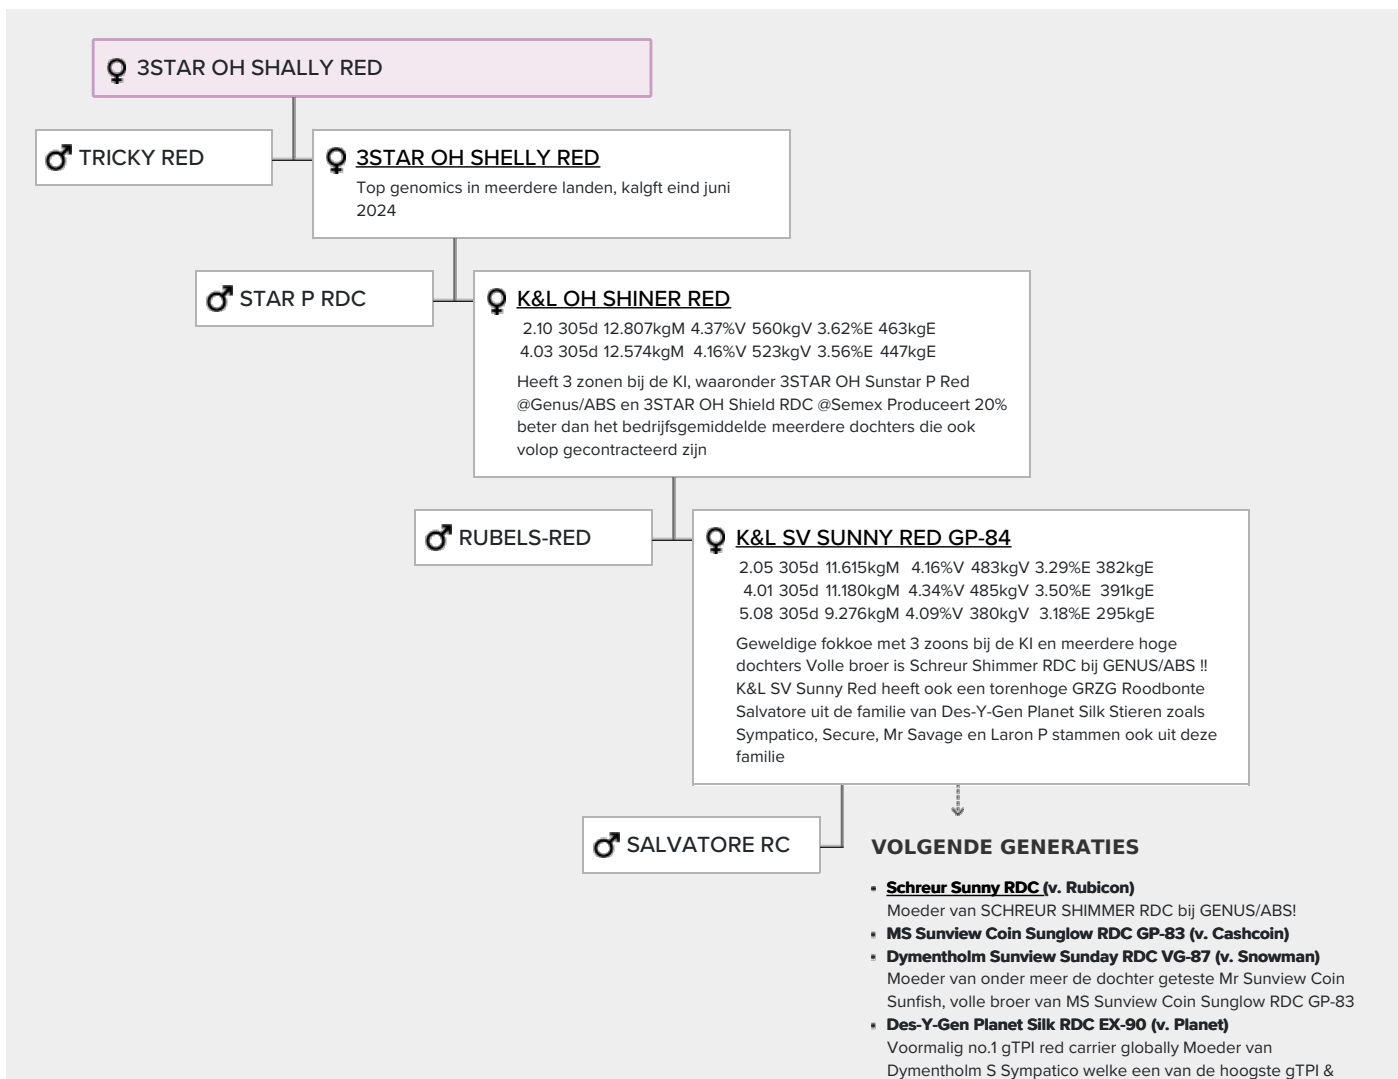 3STAR OH SHALLY RED
TRICKY RED
3STAR OH SHELLY RED
Top genomics in meerdere landen, kalgft eind juni
2024
STAR P RDC
K&L OH SHINER RED
2.10 305d 12.807kgM 4.37%V 560kgV 3.62%E 463kgE
4.03 305d 12.574kgM 4.16%V 523kgV 3.56%E 447kgE
Heeft 3 zonen bij de KI, waaronder 3STAR OH Sunstar P Red
@Genus/ABS en 3STAR OH Shield RDC @Semex Produceert 20%
beter dan het bedrijfsgemiddelde meerdere dochters die ook
volop gecontracteerd zijn
RUBELS-RED
K&L SV SUNNY RED GP-84
2.05 305d 11.615kgM 4.16%V 483kgV 3.29%E 382kgE
4.01 305d 11.180kgM 4.34%V 485kgV 3.50%E 391kgE
5.08 305d 9.276kgM 4.09%V 380kgV 3.18%E 295kgE
Geweldige fokkoe met 3 zoons bij de KI en meerdere hoge
dochters Volle broer is Schreur Shimmer RDC bij GENUS/ABS !!
K&L SV Sunny Red heeft ook een torenhoge GRZG Roodbonte
Salvatore uit de familie van Des-Y-Gen Planet Silk Stieren zoals
Sympatico, Secure, Mr Savage en Laron P stammen ook uit deze
familie
SALVATORE RC
VOLGENDE GENERATIES
Schreur Sunny RDC (v. Rubicon)
Moeder van SCHREUR SHIMMER RDC bij GENUS/ABS!
MS Sunview Coin Sunglow RDC GP-83 (v. Cashcoin)
Dymentholm Sunview Sunday RDC VG-87 (v. Snowman)
Moeder van onder meer de dochter geteste Mr Sunview Coin
Sunfish, volle broer van MS Sunview Coin Sunglow RDC GP-83
Des-Y-Gen Planet Silk RDC EX-90 (v. Planet)
Voormalig no.1 gTPI red carrier globally Moeder van
Dymentholm S Sympatico welke een van de hoogste gTPI &